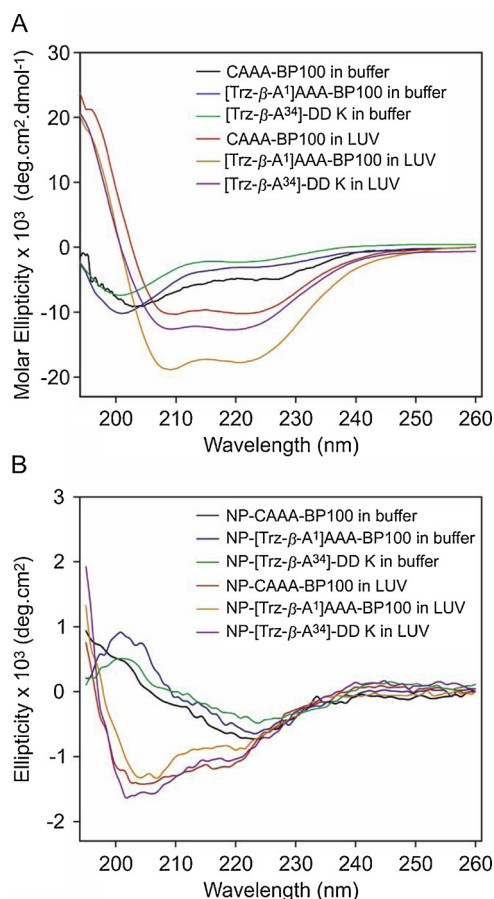 A
30
20
10
0
-10
-20
Molar Ellipticity x 10³ (deg.cm².dmol⁻¹)
CAAA-BP100 in buffer
[Trz-β-A¹]AAA-BP100 in buffer
[Trz-β-A³⁴]-DD K in buffer
CAAA-BP100 in LUV
[Trz-β-A¹]AAA-BP100 in LUV
[Trz-β-A³⁴]-DD K in LUV
200 210 220 230 240 250 260
Wavelength (nm)
B
3
2
1
0
-1
-2
Ellipticity x 10³ (deg.cm²)
NP-CAAA-BP100 in buffer
NP-[Trz-β-A¹]AAA-BP100 in buffer
NP-[Trz-β-A³⁴]-DD K in buffer
NP-CAAA-BP100 in LUV
NP-[Trz-β-A¹]AAA-BP100 in LUV
NP-[Trz-β-A³⁴]-DD K in LUV
200 210 220 230 240 250 260
Wavelength (nm)